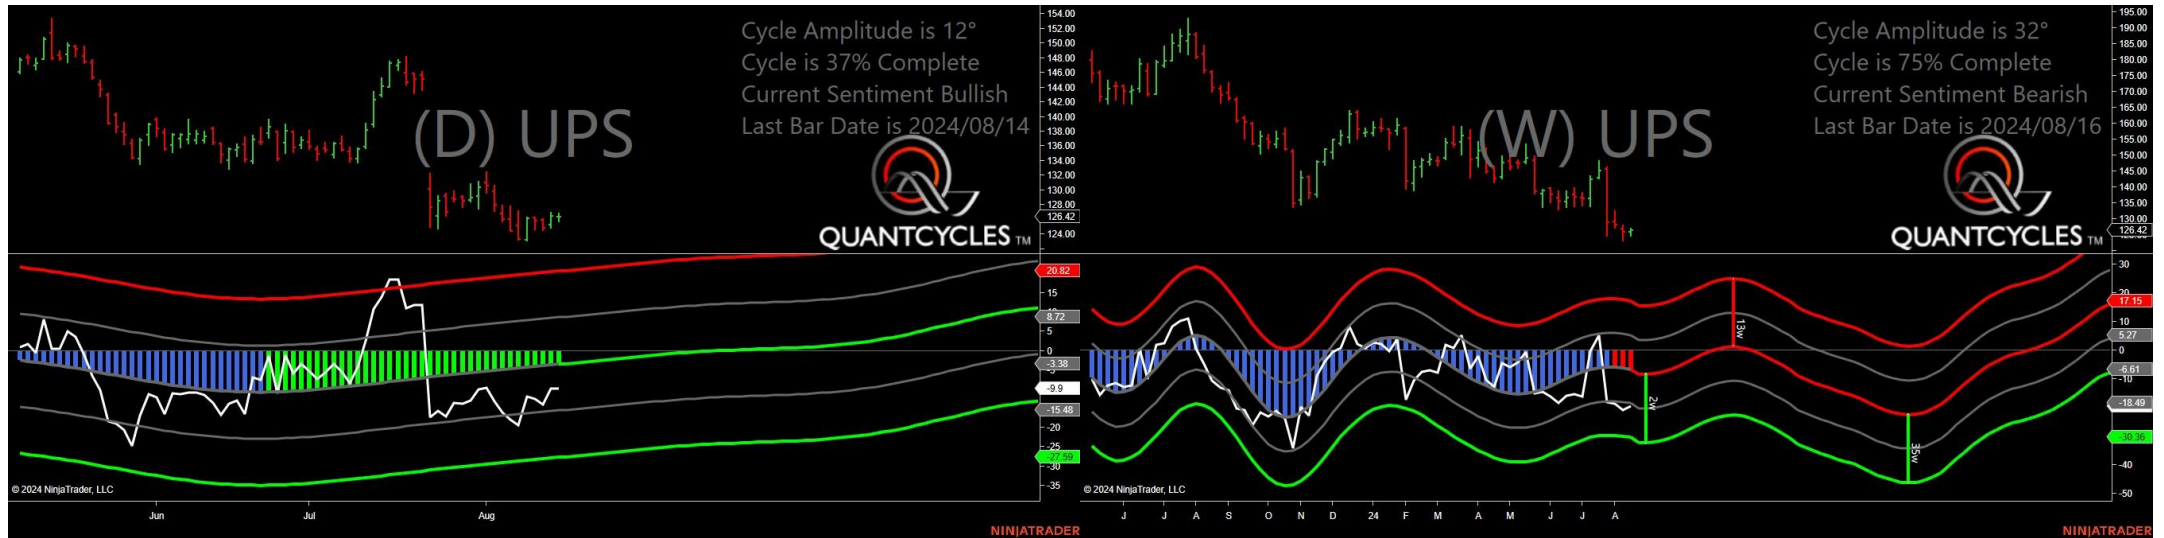 Cycle Amplitude is 12°
Cycle is 37% Complete
Current Sentiment Bullish
Last Bar Date is 2024/08/14
(D) UPS
QUANTCYCLES TM
154.00
152.00
150.00
148.00
146.00
144.00
142.00
140.00
138.00
136.00
134.00
132.00
130.00
128.00
126.42
124.00
20.82
15
8.72
5
0
-3.38
-9.9
-15.48
-20
-25
-27.59
-30
-35
© 2024 NinjaTrader, LLC
Jun Jul Aug
NINJATRADER
Cycle Amplitude is 32°
Cycle is 75% Complete
Current Sentiment Bearish
Last Bar Date is 2024/08/16
(W) UPS
QUANTCYCLES TM
195.00
190.00
185.00
180.00
175.00
170.00
165.00
160.00
155.00
150.00
145.00
140.00
135.00
130.00
126.42
30
20
17.15
10
5.27
0
-6.61
-10
-18.49
-30.36
-40
-50
13w
2w
35w
© 2024 NinjaTrader, LLC
J J A S O N D 24 F M A M J J A
NINJATRADER